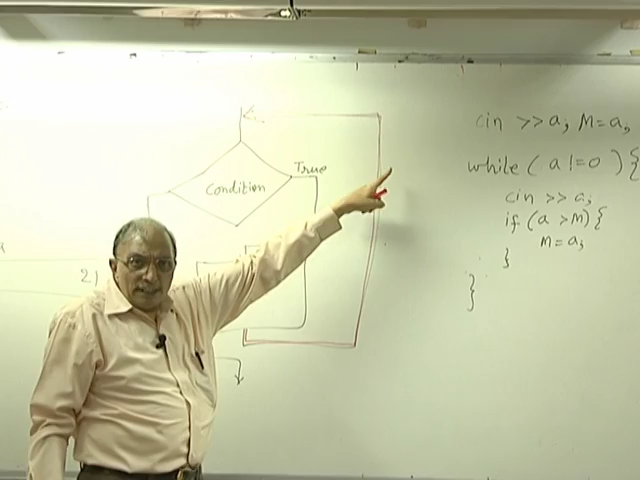 True
Condition
2)
cin >> a; M=a;
while ( a != 0 ) {
cin >> a;
if (a > M) {
M=a;
}
}